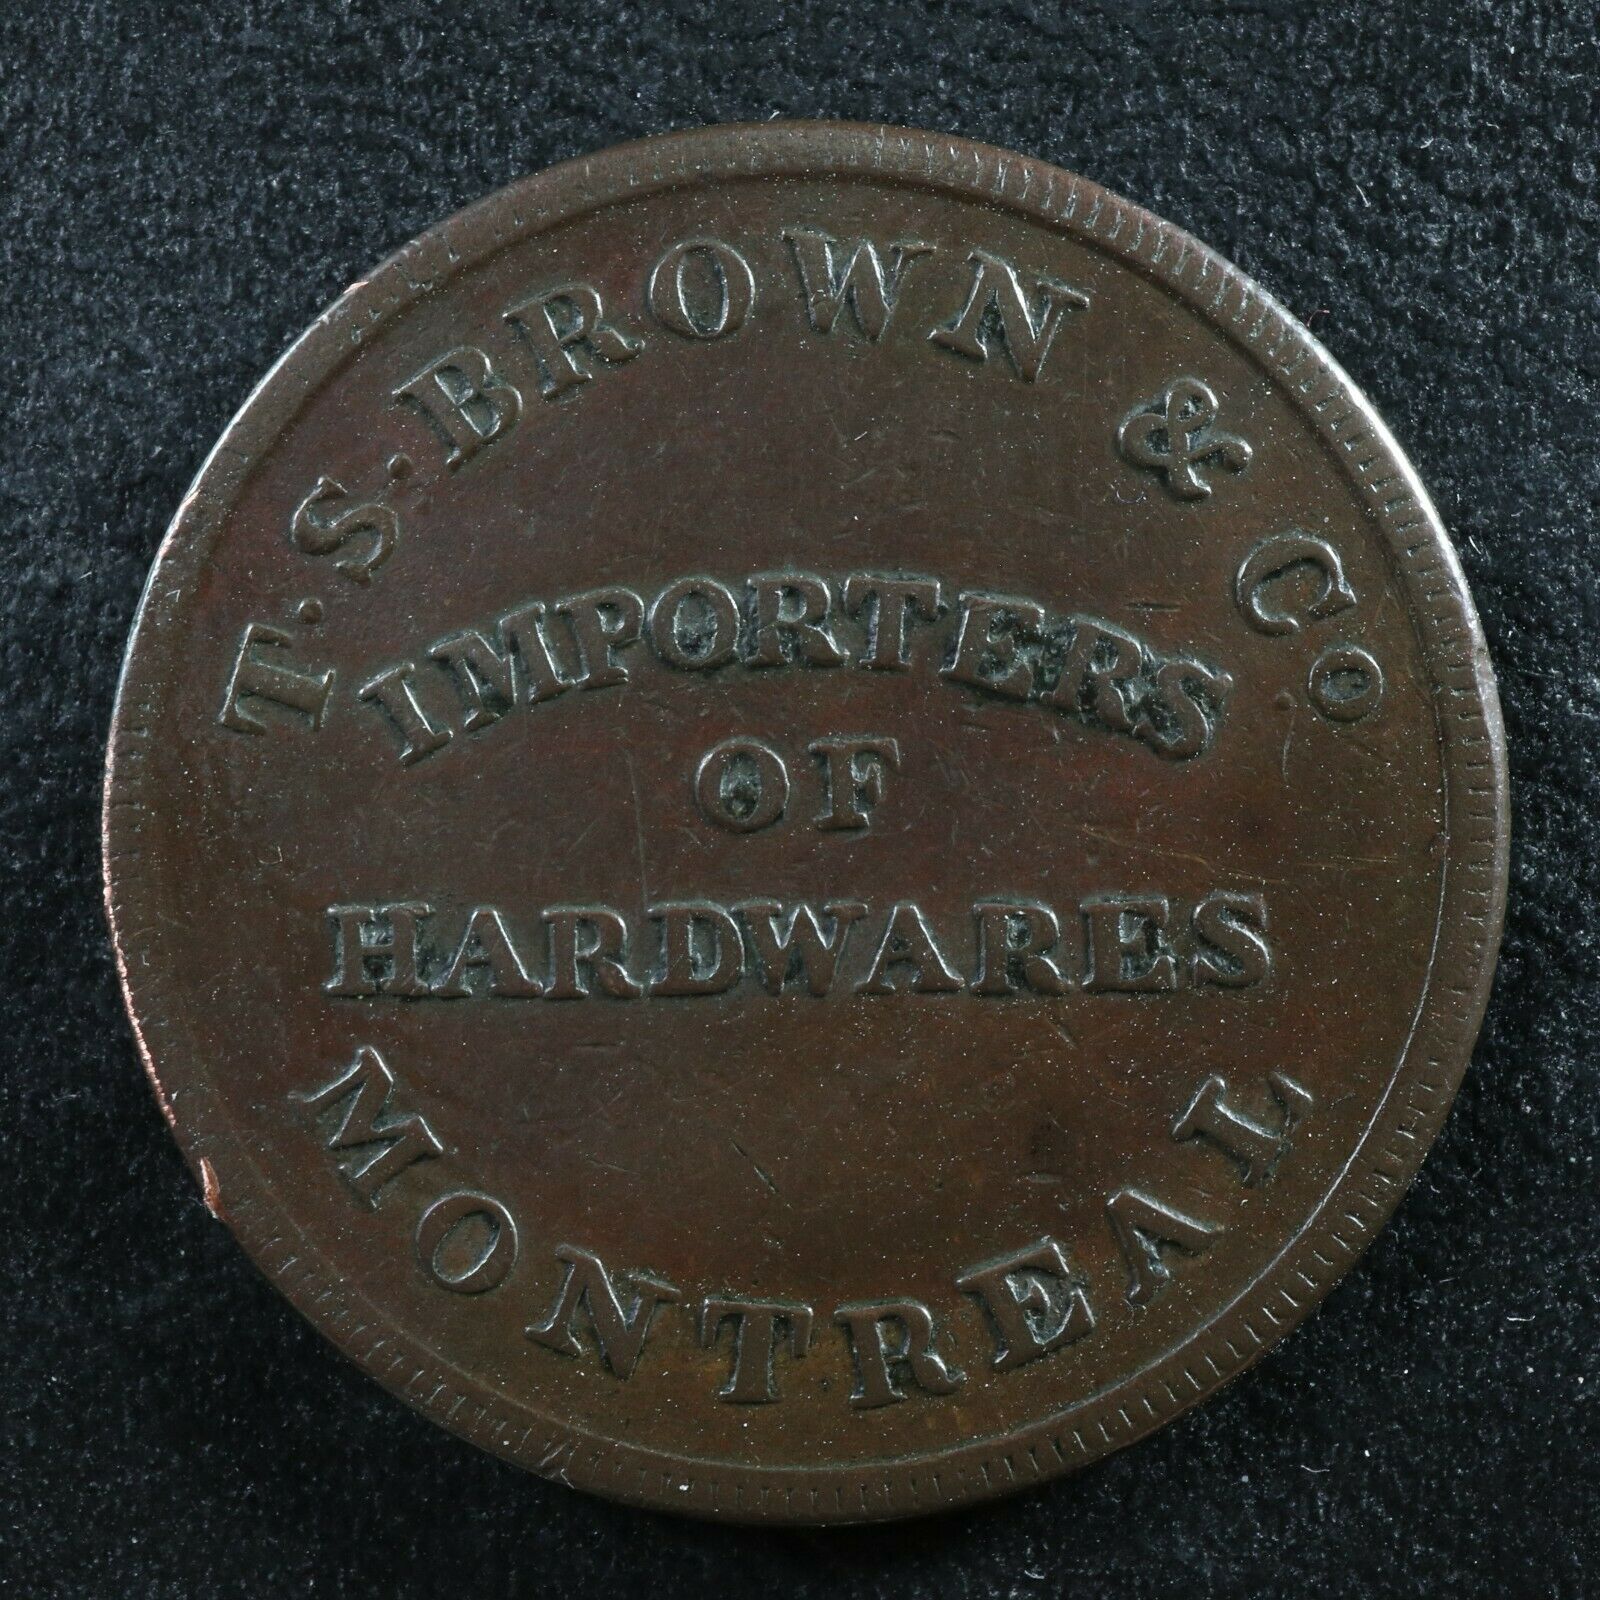 T. S. BROWN & Co
IMPORTERS
OF
HARDWARES
MONTREAL